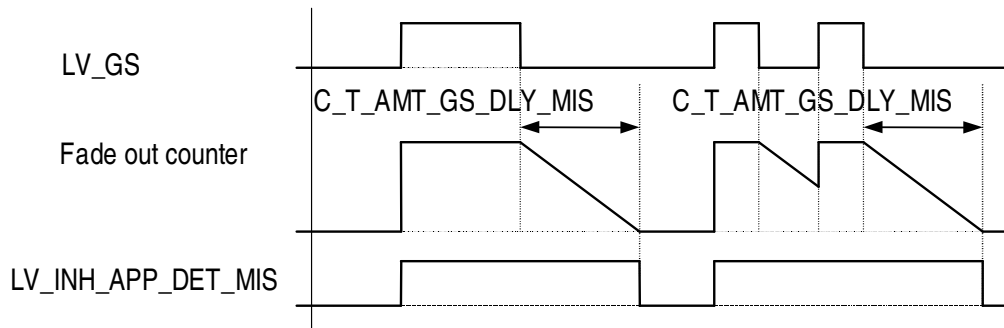 LV_GS
C_T_AMT_GS_DLY_MIS C_T_AMT_GS_DLY_MIS
Fade out counter
LV_INH_APP_DET_MIS